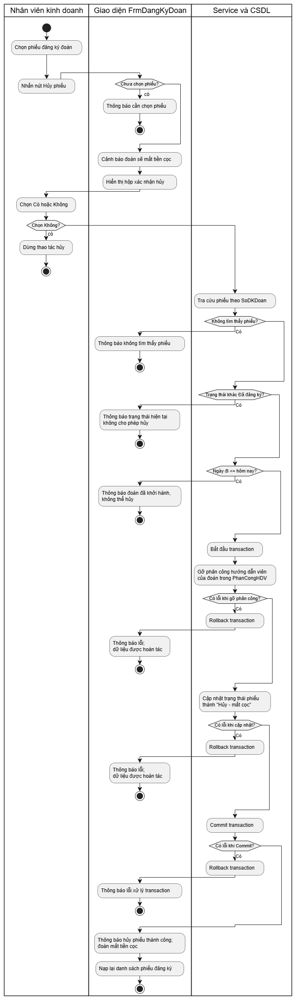 Nhân viên kinh doanh
Giao diện FrmDangKyDoan
Service và CSDL
Chọn phiếu đăng ký đoàn
Nhấn nút Hủy phiếu
Chưa chọn phiếu?
có
Thông báo cần chọn phiếu
Cảnh báo đoàn sẽ mất tiền cọc
Hiển thị hộp xác nhận hủy
Chọn Có hoặc Không
Chọn Không?
có
Dừng thao tác hủy
Tra cứu phiếu theo SoDKDoan
Không tìm thấy phiếu?
Có
Thông báo không tìm thấy phiếu
Trạng thái khác Đã đăng ký?
Có
Thông báo trạng thái hiện tại
không cho phép hủy
Ngày đi <= hôm nay?
Có
Thông báo đoàn đã khởi hành,
không thể hủy
Bắt đầu transaction
Gỡ phân công hướng dẫn viên
của đoàn trong PhanCongHDV
Có lỗi khi gỡ phân công?
Có
Rollback transaction
Thông báo lỗi;
dữ liệu được hoàn tác
Cập nhật trạng thái phiếu
thành "Hủy - mất cọc"
Có lỗi khi cập nhật?
Có
Rollback transaction
Thông báo lỗi;
dữ liệu được hoàn tác
Commit transaction
Có lỗi khi Commit?
Có
Rollback transaction
Thông báo lỗi xử lý transaction
Thông báo hủy phiếu thành công;
đoàn mất tiền cọc
Nạp lại danh sách phiếu đăng ký